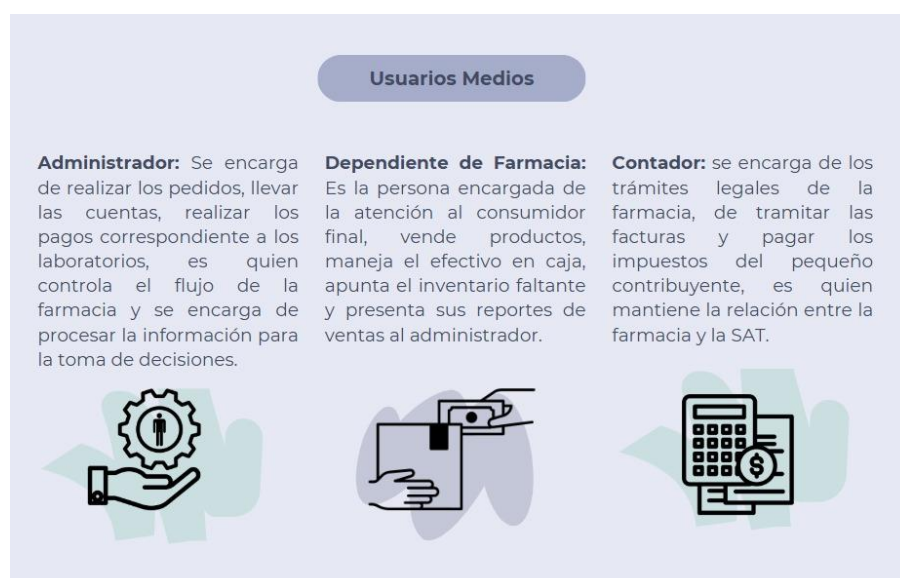 Usuarios Medios
Administrador: Se encarga
de realizar los pedidos, llevar
las cuentas, realizar los
pagos correspondiente a los
laboratorios, es quien
controla el flujo de la
farmacia y se encarga de
procesar la información para
la toma de decisiones.
Dependiente de Farmacia:
Es la persona encargada de
la atención al consumidor
final, vende productos,
maneja el efectivo en caja,
apunta el inventario faltante
y presenta sus reportes de
ventas al administrador.
Contador: se encarga de los
trámites legales de la
farmacia, de tramitar las
facturas y pagar los
impuestos del pequeño
contribuyente, es quien
mantiene la relación entre la
farmacia y la SAT.
$